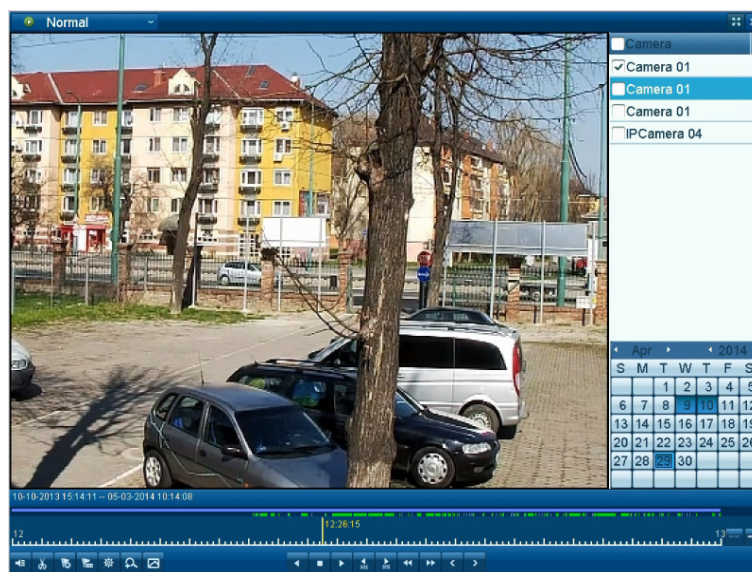 Normal
Camera
Camera 01
Camera 01
Camera 01
IPCamera 04
Apr 2014
S M T W T F S
1 2 3 4 5
6 7 8 9 10 11 12
13 14 15 16 17 18 19
20 21 22 23 24 25 26
27 28 29 30
10-10-2013 15:14:11 -- 05-03-2014 10:14:08
12:26:15
12 13
30S 30S